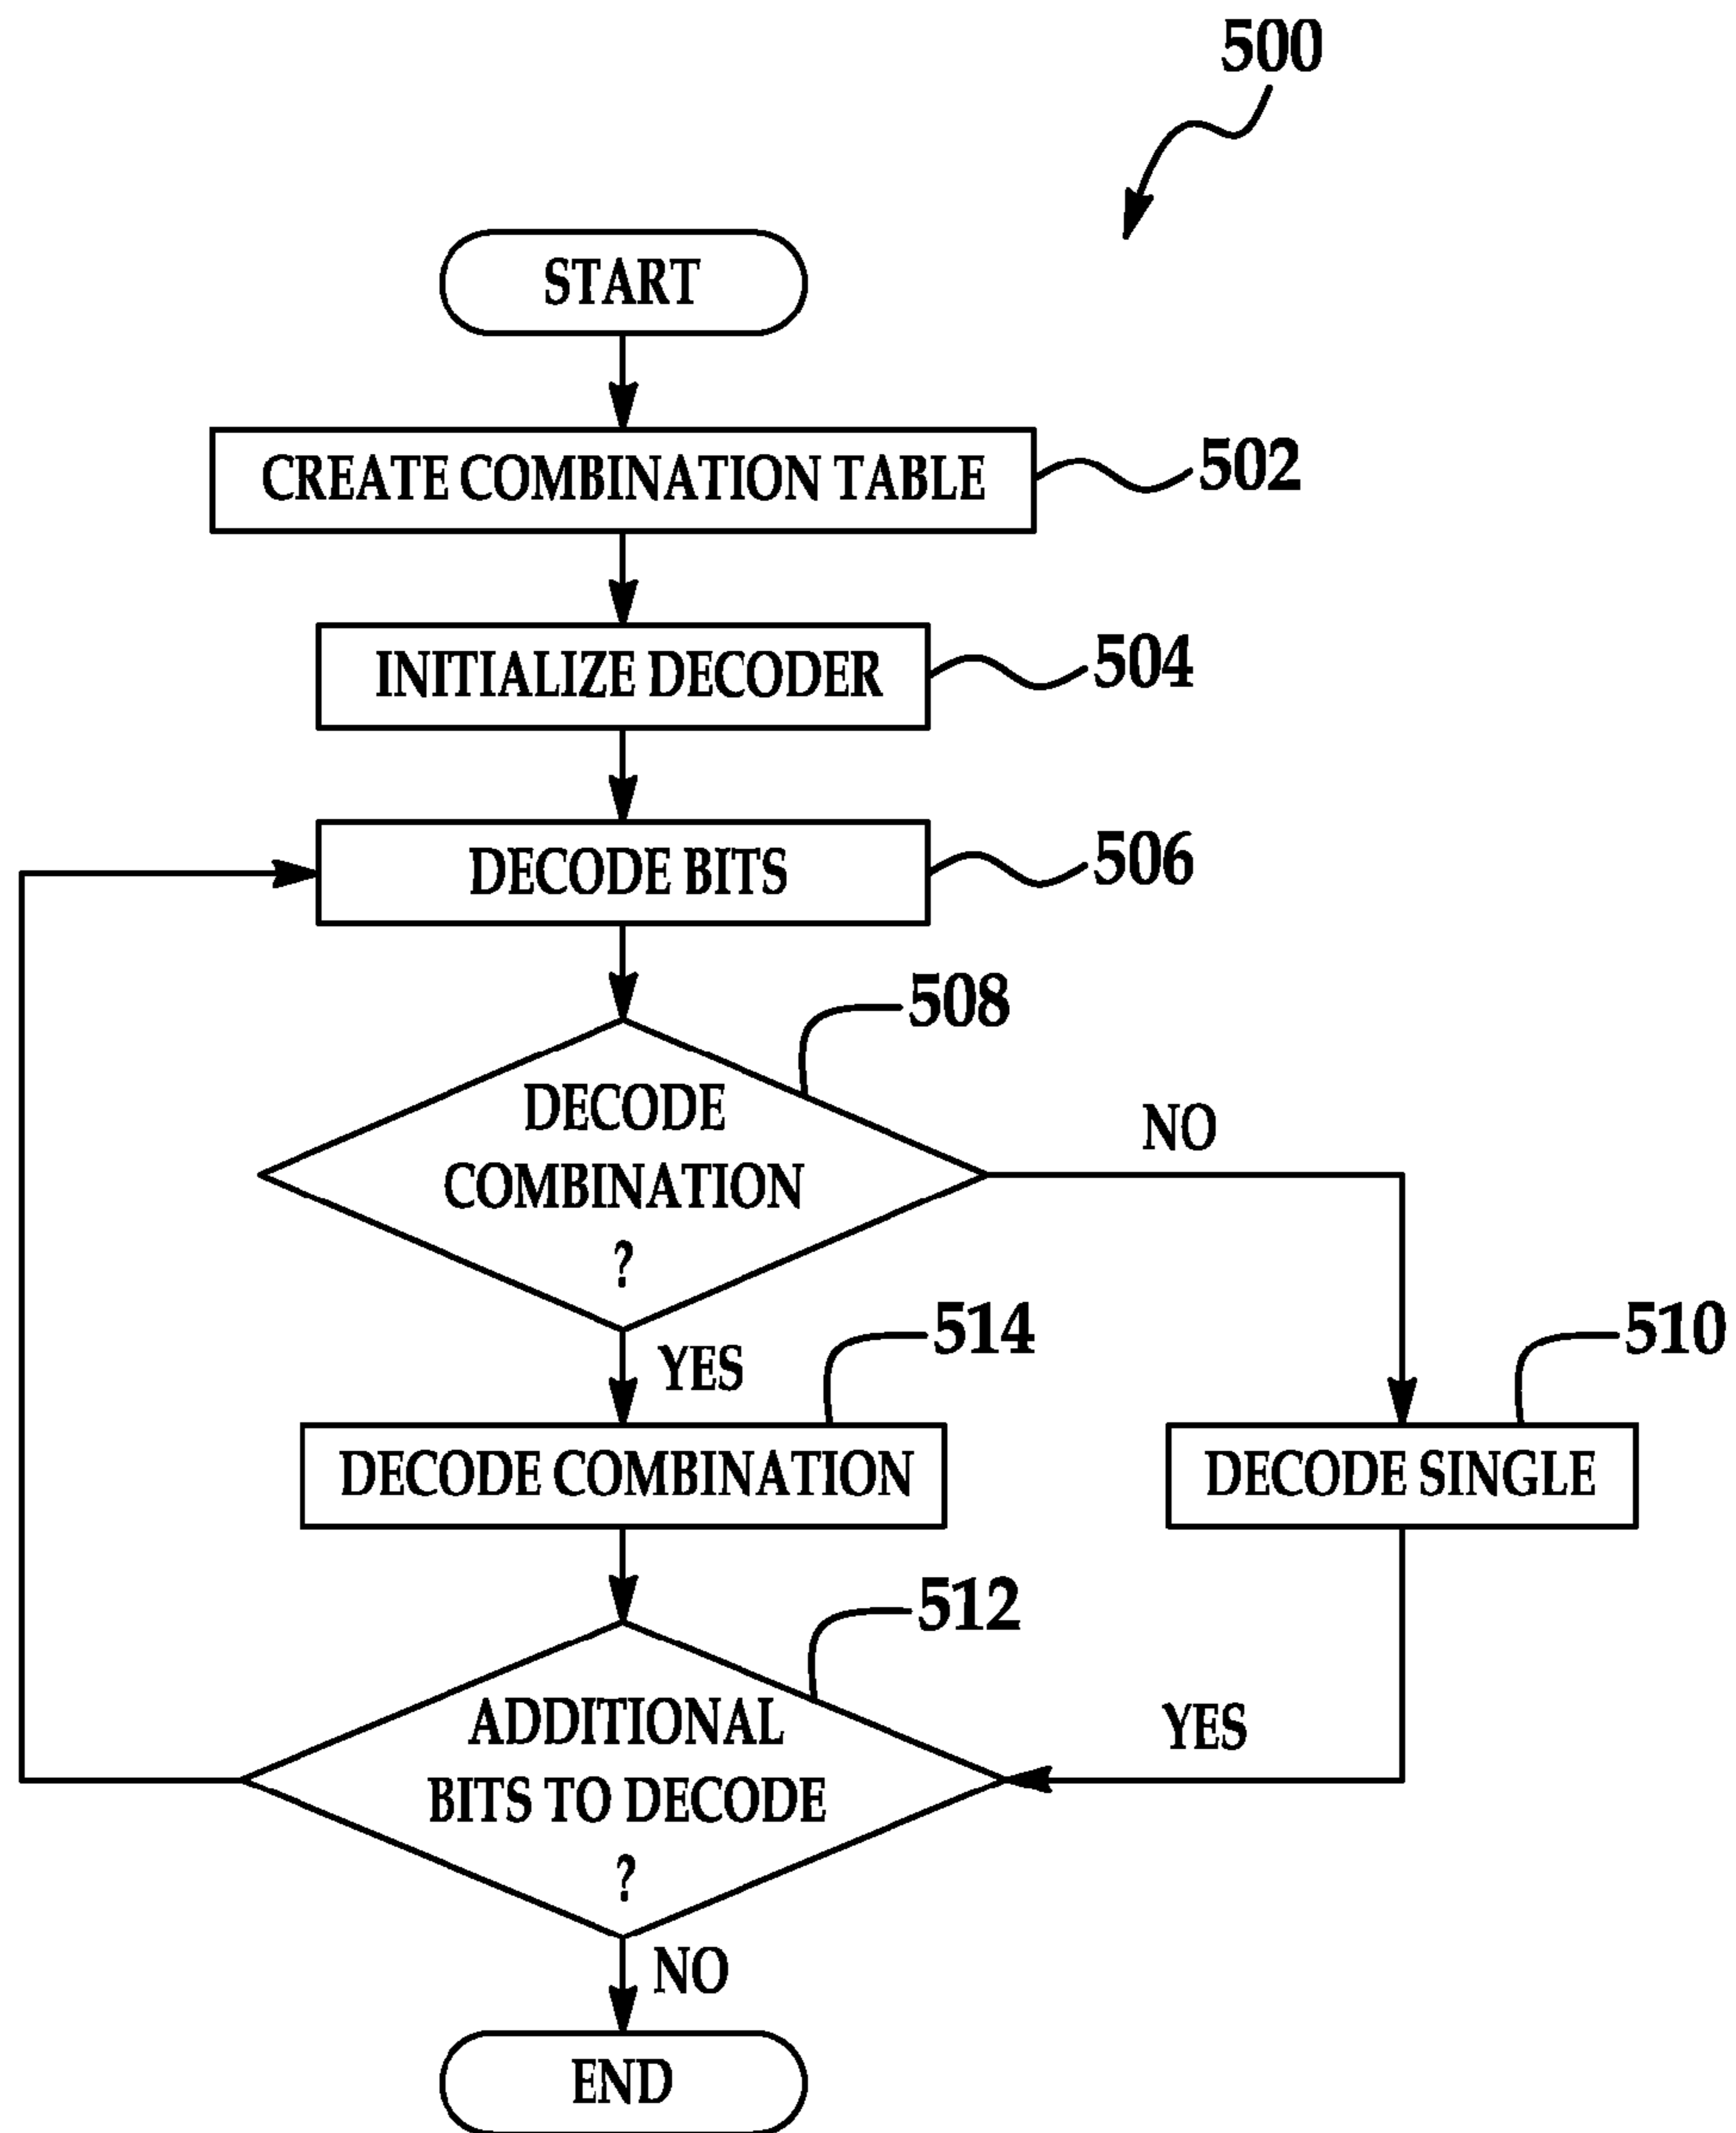 500
START
CREATE COMBINATION TABLE
502
INITIALIZE DECODER
504
DECODE BITS
506
508
DECODE
COMBINATION
?
NO
YES
514
510
DECODE COMBINATION
DECODE SINGLE
512
ADDITIONAL
BITS TO DECODE
?
YES
NO
END